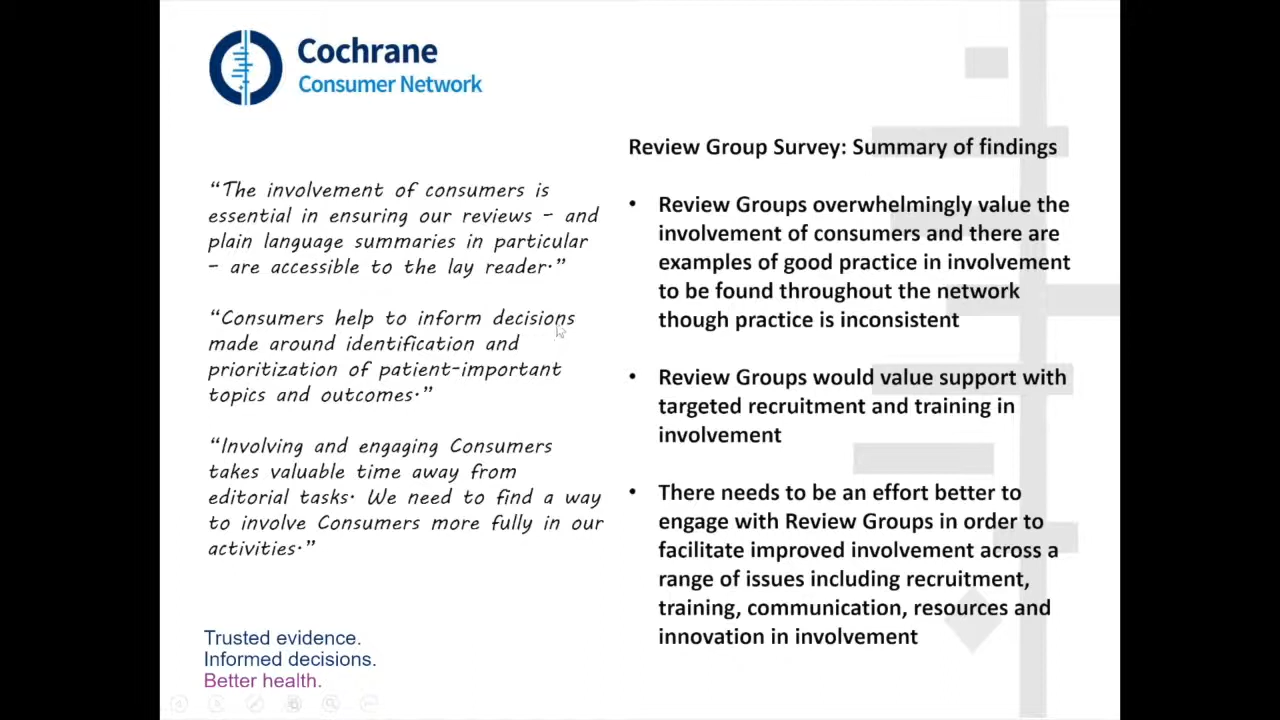 Cochrane
Consumer Network
“The involvement of consumers is
essential in ensuring our reviews – and
plain language summaries in particular
– are accessible to the lay reader.”
“Consumers help to inform decisions
made around identification and
prioritization of patient-important
topics and outcomes.”
“Involving and engaging Consumers
takes valuable time away from
editorial tasks. We need to find a way
to involve Consumers more fully in our
activities.”
Trusted evidence.
Informed decisions.
Better health.
Review Group Survey: Summary of findings
• Review Groups overwhelmingly value the
involvement of consumers and there are
examples of good practice in involvement
to be found throughout the network
though practice is inconsistent
• Review Groups would value support with
targeted recruitment and training in
involvement
• There needs to be an effort better to
engage with Review Groups in order to
facilitate improved involvement across a
range of issues including recruitment,
training, communication, resources and
innovation in involvement